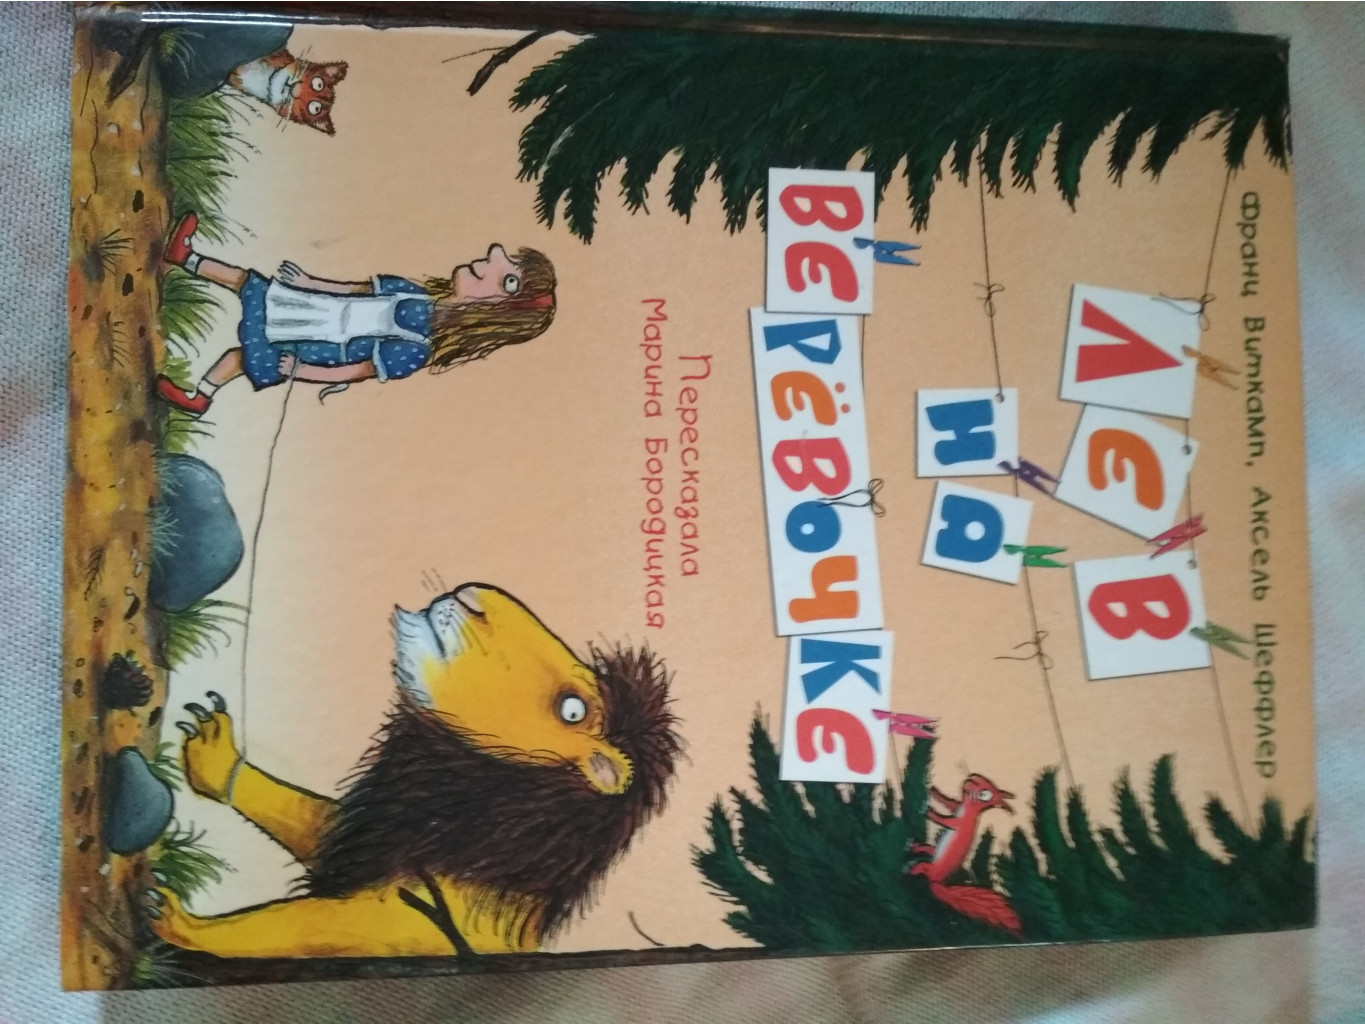 Франц Виткамп, Аксель Шеффлер
ЛЕВ
НА
ВЕРЁВОЧКЕ
Пересказала
Марина Бородицкая